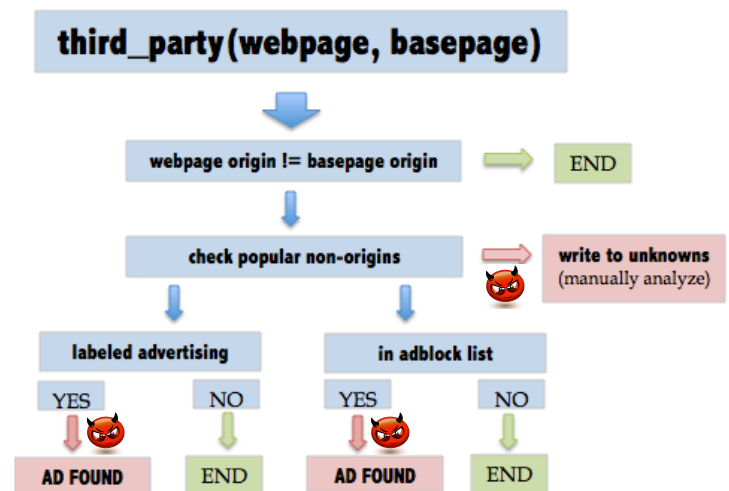 third_party(webpage, basepage)
webpage origin != basepage origin
END
check popular non-origins
write to unknowns
(manually analyze)
labeled advertising
in adblock list
YES
NO
YES
NO
AD FOUND
END
AD FOUND
END